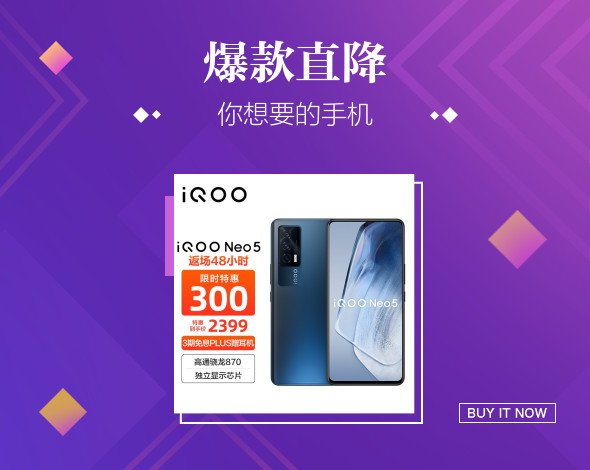 爆款直降
你想要的手机
iQOO
iQOO Neo5
返场48小时
限时特惠
300
特惠
到手价 2399
3期免息PLUS赠耳机
高通骁龙870
独立显示芯片
iQOO
iQOO Neo5
BUY IT NOW